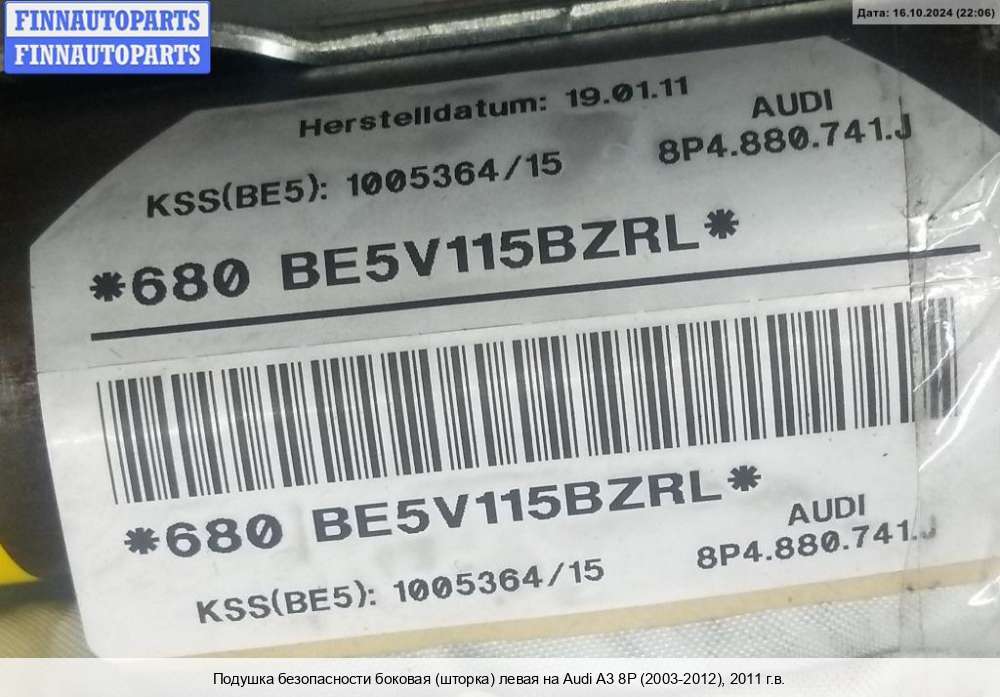 FINNAUTOPARTS
FINNAUTOPARTS
Дата: 16.10.2024 (22:06)
Herstelldatum: 19.01.11
AUDI
KSS(BE5): 1005364/15
8P4.880.741.J
*680 BE5V115BZRL*
*680 BE5V115BZRL*
AUDI
8P4.880.741.J
KSS(BE5): 1005364/15
Подушка безопасности боковая (шторка) левая на Audi A3 8P (2003-2012), 2011 г.в.